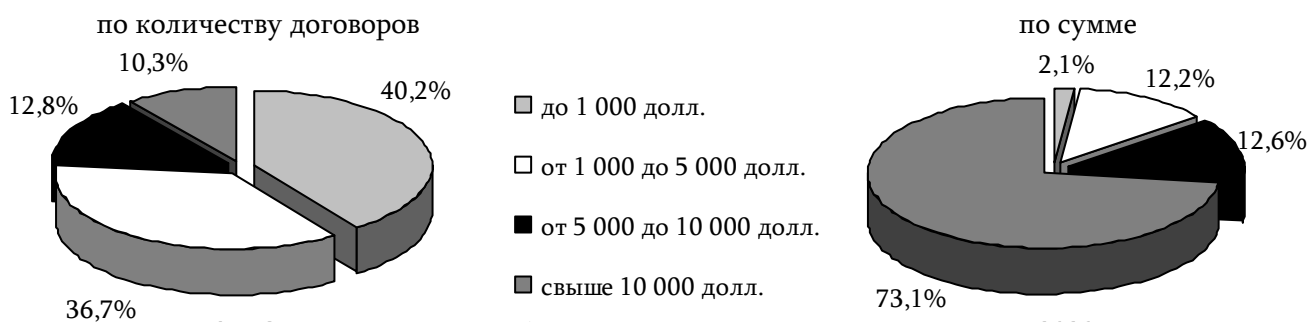 по количеству договоров
10,3%
12,8%
40,2%
36,7%
до 1 000 долл.
от 1 000 до 5 000 долл.
от 5 000 до 10 000 долл.
свыше 10 000 долл.
по сумме
2,1%
12,2%
12,6%
73,1%